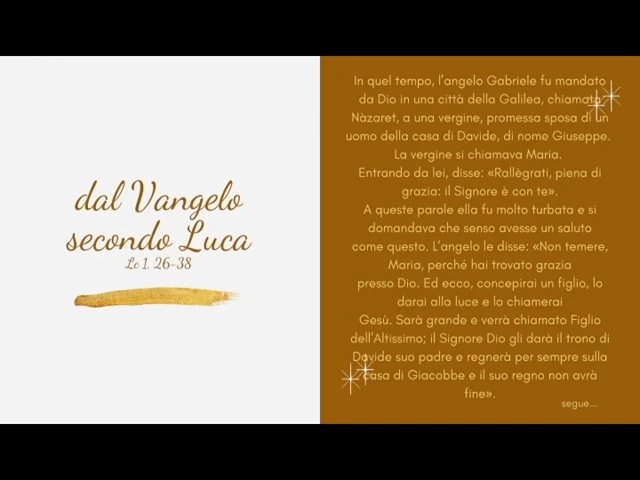 dal Vangelo
secondo Luca
Lc 1, 26-38
In quel tempo, l'angelo Gabriele fu mandato
da Dio in una città della Galilea, chiamata
Nàzaret, a una vergine, promessa sposa di un
uomo della casa di Davide, di nome Giuseppe.
La vergine si chiamava Maria.
Entrando da lei, disse: «Rallègrati, piena di
grazia: il Signore è con te».
A queste parole ella fu molto turbata e si
domandava che senso avesse un saluto
come questo. L'angelo le disse: «Non temere,
Maria, perché hai trovato grazia
presso Dio. Ed ecco, concepirai un figlio, lo
darai alla luce e lo chiamerai
Gesù. Sarà grande e verrà chiamato Figlio
dell'Altissimo; il Signore Dio gli darà il trono di
Davide suo padre e regnerà per sempre sulla
casa di Giacobbe e il suo regno non avrà
fine».
segue...